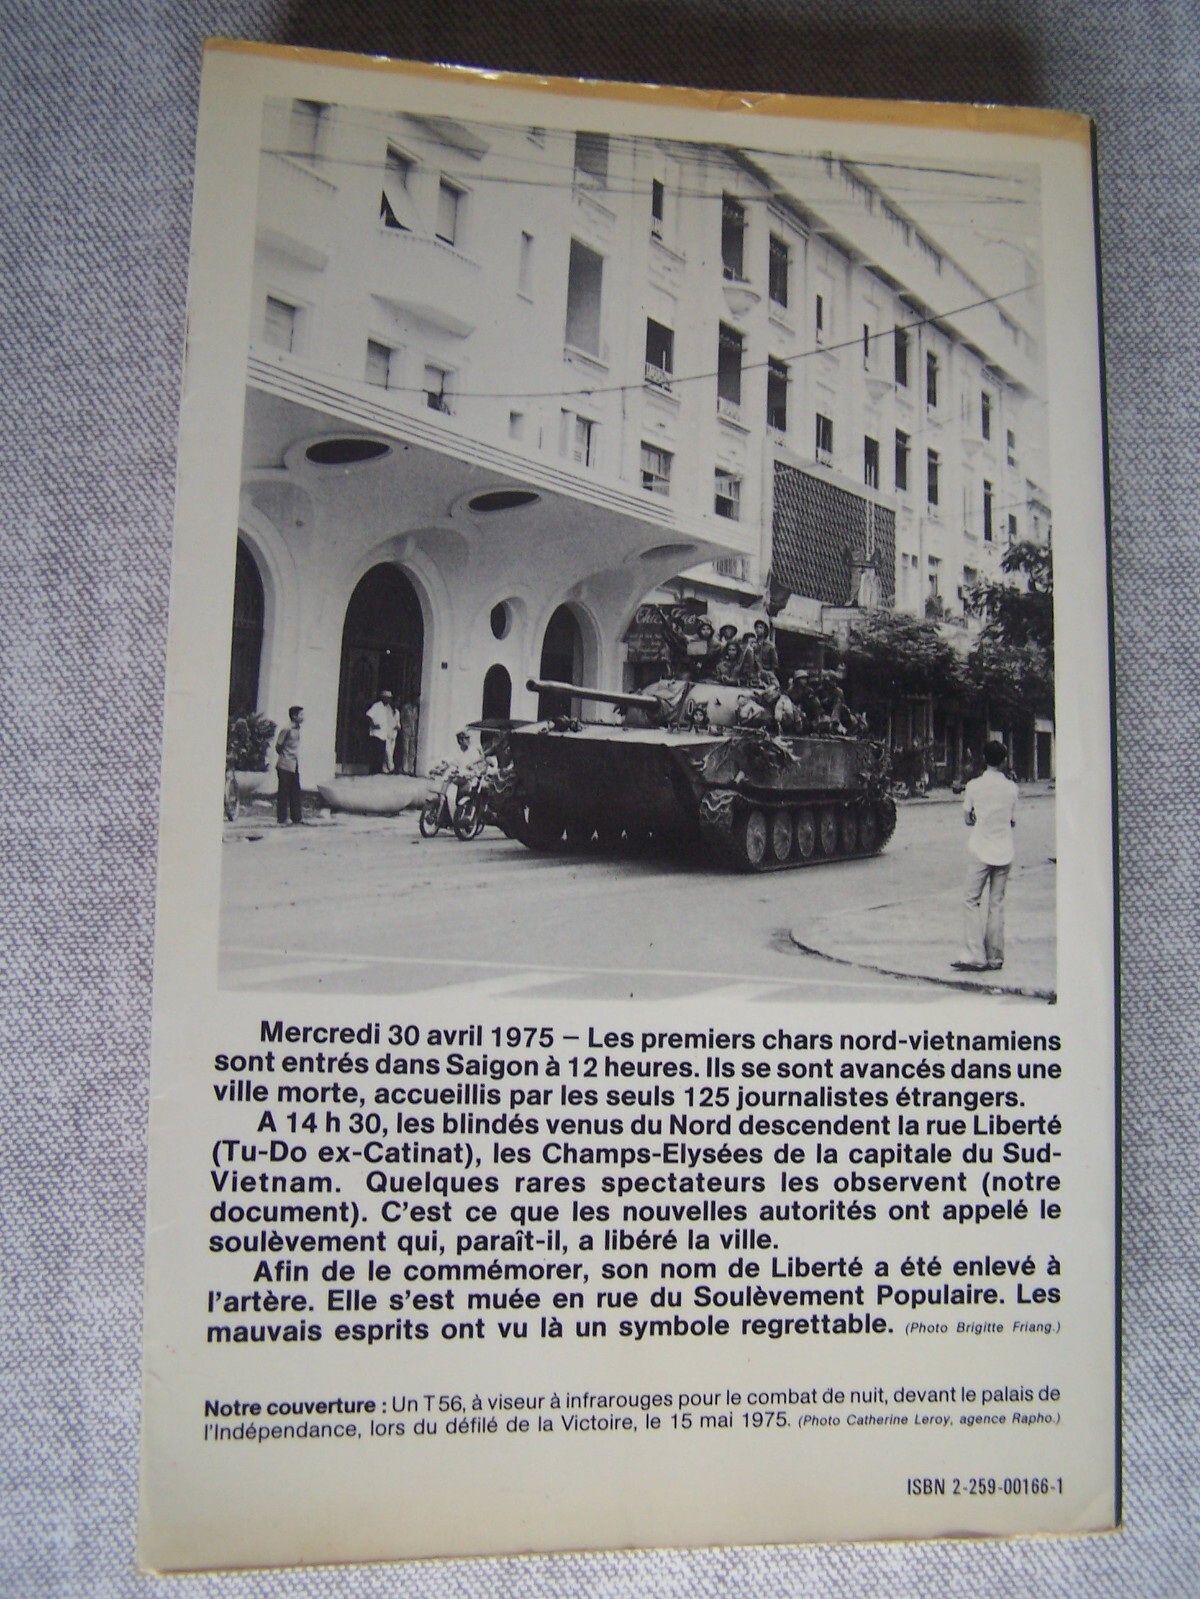 Mercredi 30 avril 1975 – Les premiers chars nord-vietnamiens
sont entrés dans Saigon à 12 heures. Ils se sont avancés dans une
ville morte, accueillis par les seuls 125 journalistes étrangers.
A 14 h 30, les blindés venus du Nord descendent la rue Liberté
(Tu-Do ex-Catinat), les Champs-Elysées de la capitale du Sud-
Vietnam. Quelques rares spectateurs les observent (notre
document). C'est ce que les nouvelles autorités ont appelé le
soulèvement qui, paraît-il, a libéré la ville.
Afin de le commémorer, son nom de Liberté a été enlevé à
l'artère. Elle s'est muée en rue du Soulèvement Populaire. Les
mauvais esprits ont vu là un symbole regrettable. (Photo Brigitte Friang.)
Notre couverture : Un T 56, à viseur à infrarouges pour le combat de nuit, devant le palais de
l'Indépendance, lors du défilé de la Victoire, le 15 mai 1975. (Photo Catherine Leroy, agence Rapho.)
ISBN 2-259-00166-1